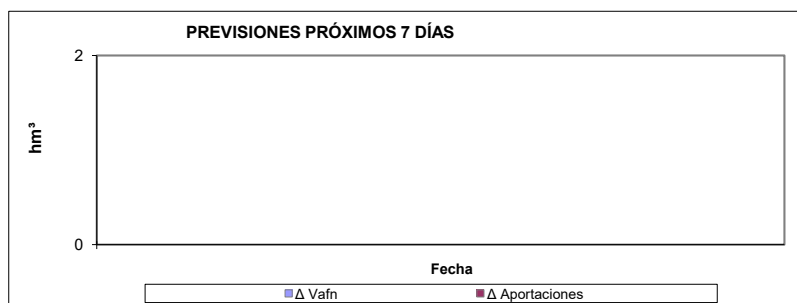 PREVISIONES PRÓXIMOS 7 DÍAS
2
hm³
0
Fecha
Δ Vafn Δ Aportaciones